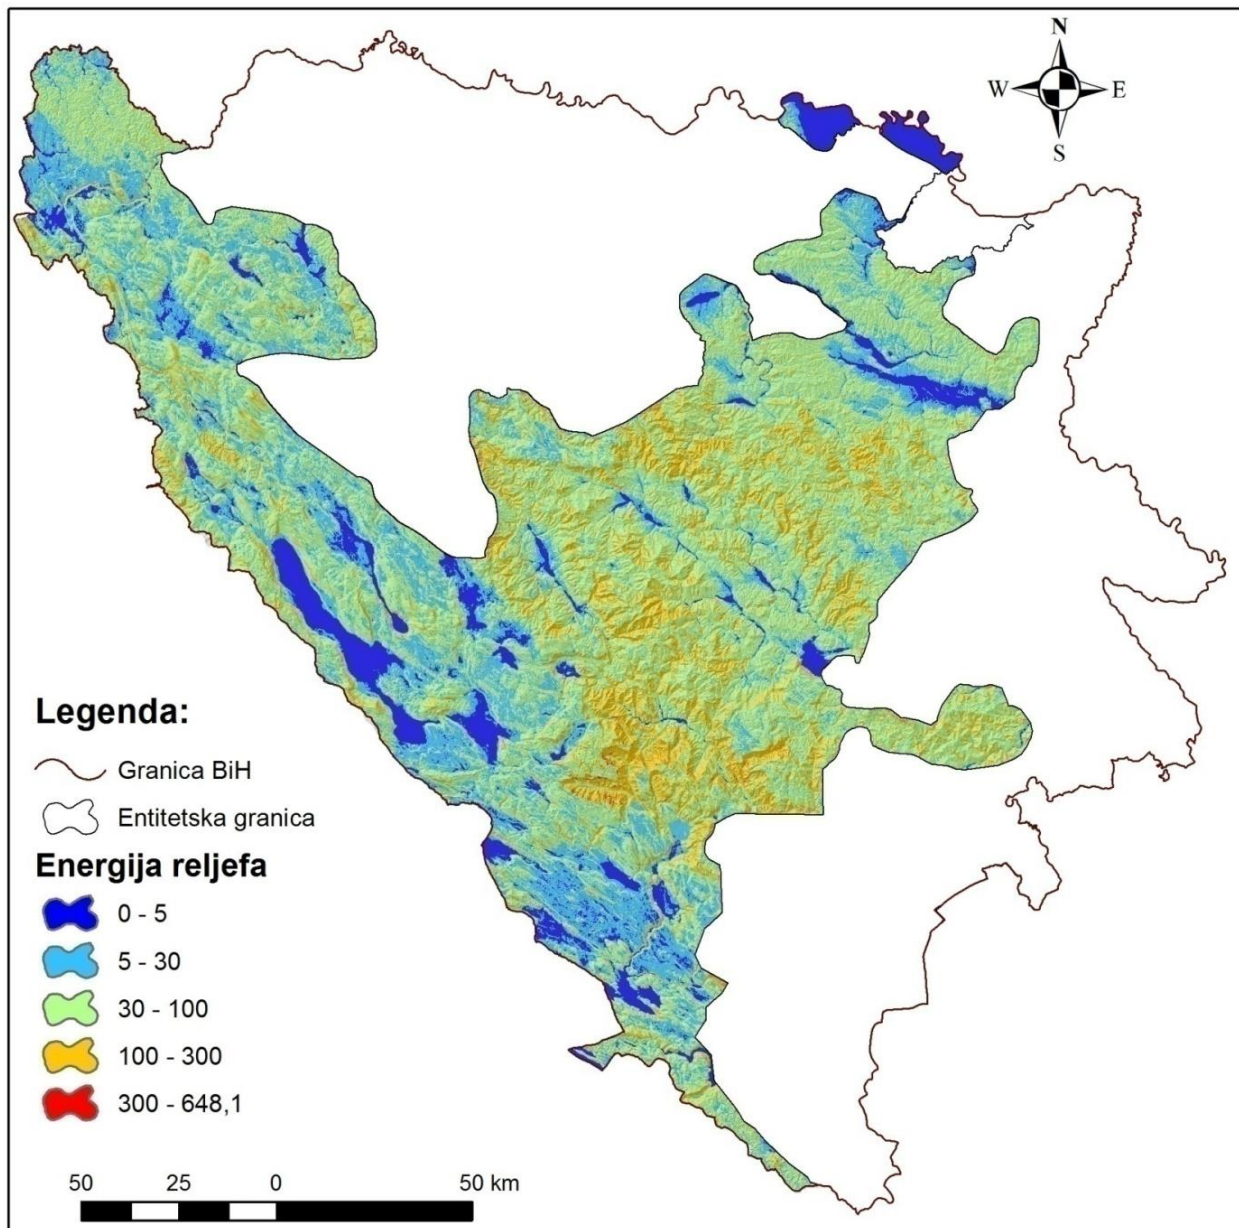 N
W E
S
Legenda:
Granica BiH
Entitetska granica
Energija reljefa
0 - 5
5 - 30
30 - 100
100 - 300
300 - 648,1
50 25 0 50 km